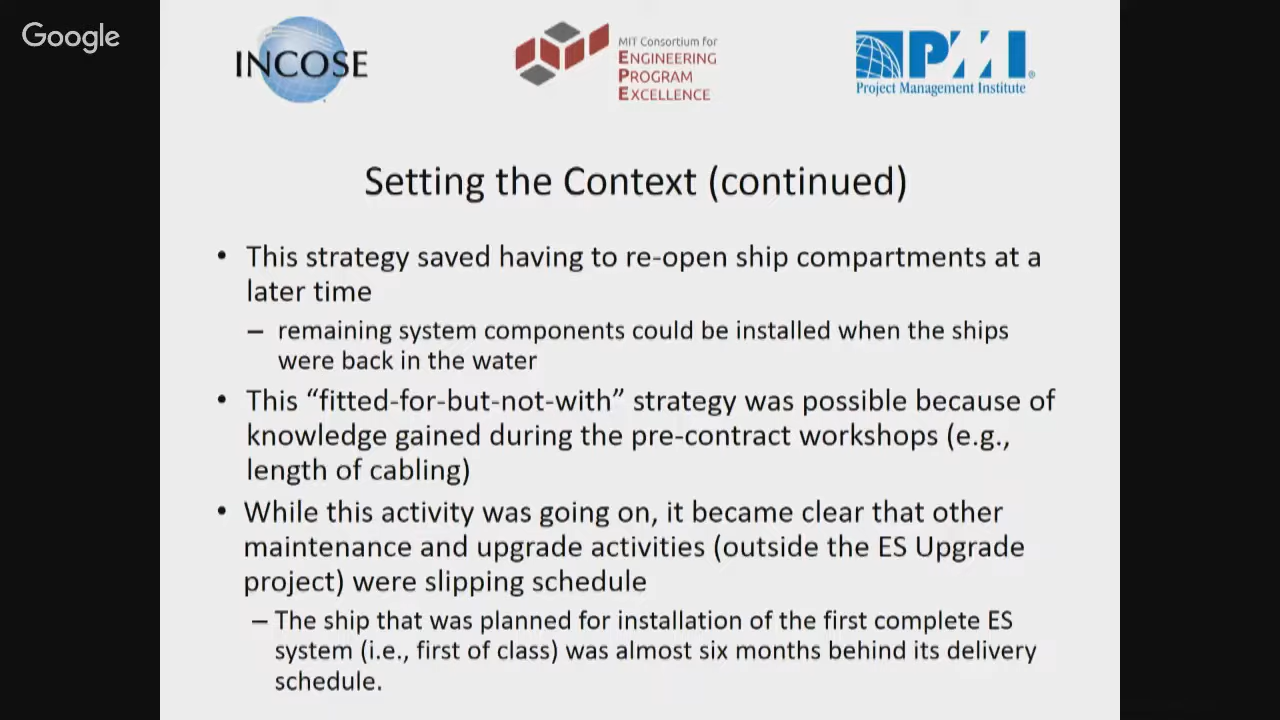 Google
INCOSE
MIT Consortium for
ENGINEERING
PROGRAM
EXCELLENCE
PMI
Project Management Institute
Setting the Context (continued)
• This strategy saved having to re-open ship compartments at a
later time
– remaining system components could be installed when the ships
were back in the water
• This “fitted-for-but-not-with” strategy was possible because of
knowledge gained during the pre-contract workshops (e.g.,
length of cabling)
• While this activity was going on, it became clear that other
maintenance and upgrade activities (outside the ES Upgrade
project) were slipping schedule
– The ship that was planned for installation of the first complete ES
system (i.e., first of class) was almost six months behind its delivery
schedule.